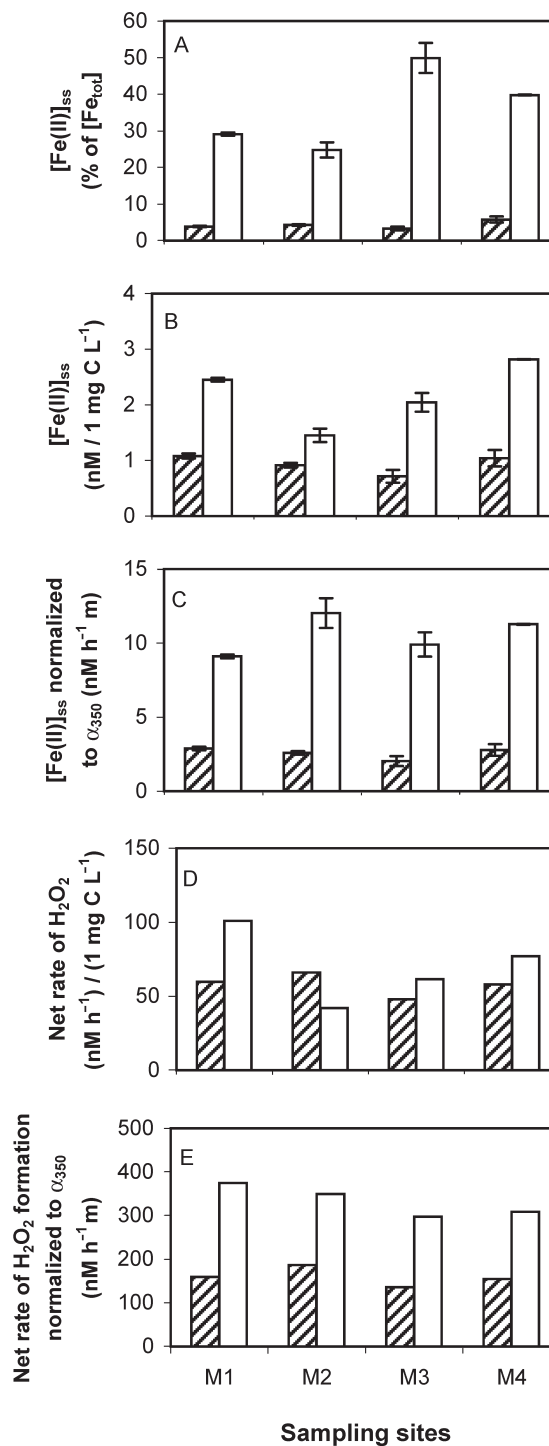 [Fe(II)]ss
(% of [Fetot]
A
60
50
40
30
20
10
0
[Fe(II)]ss
(nM / 1 mg C L⁻¹)
B
4
3
2
1
0
[Fe(II)]ss normalized
to α350 (nM h⁻¹ m)
C
15
10
5
0
Net rate of H2O2
(nM h⁻¹) / (1 mg C L⁻¹)
D
150
100
50
0
Net rate of H2O2 formation
normalized to α350
(nM h⁻¹ m)
E
500
400
300
200
100
0
M1 M2 M3 M4
Sampling sites